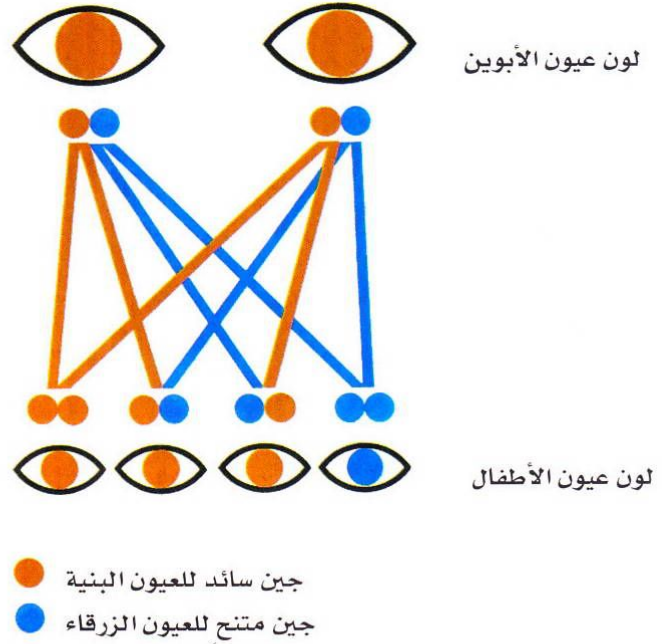 لون عيون الأبوين
لون عيون الأطفال
جين سائد للعيون البنية
جين متنح للعيون الزرقاء